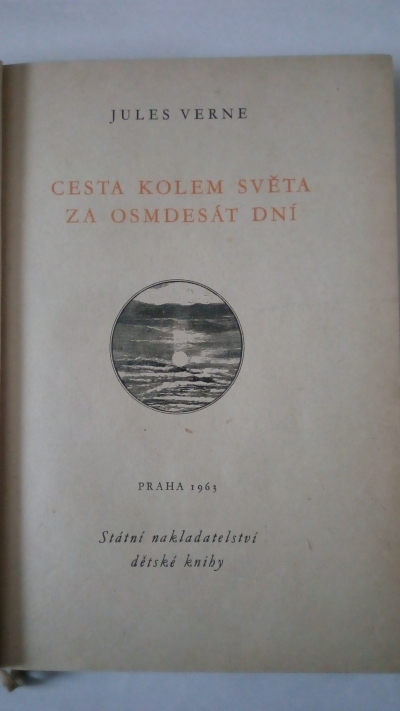 JULES VERNE
CESTA KOLEM SVĚTA
ZA OSMDESÁT DNÍ
PRAHA 1963
Státní nakladatelství
dětské knihy